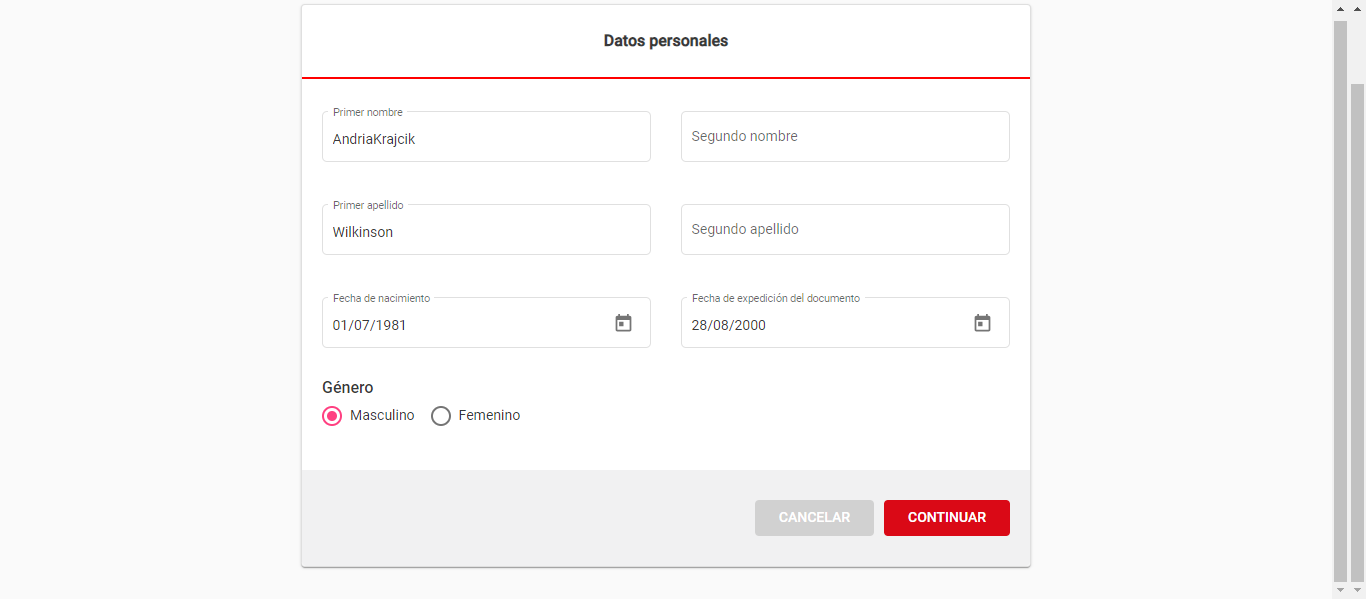 Datos personales
Primer nombre
AndriaKrajcik
Segundo nombre
Primer apellido
Wilkinson
Segundo apellido
Fecha de nacimiento
01/07/1981
Fecha de expedición del documento
28/08/2000
Género
Masculino
Femenino
CANCELAR
CONTINUAR